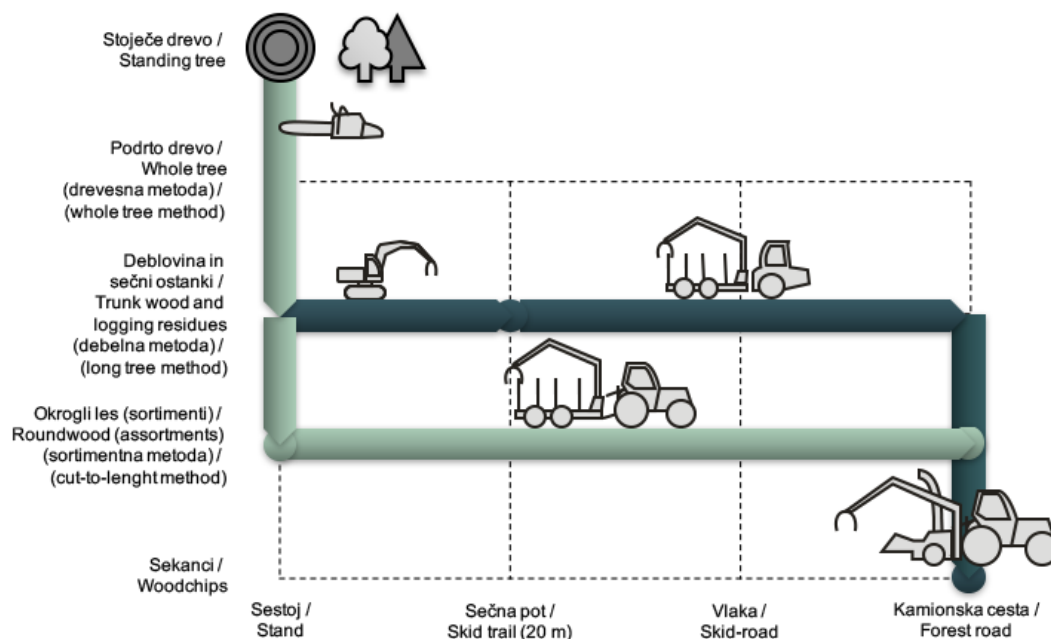 Stoječe drevo /
Standing tree
Podrto drevo /
Whole tree
(drevesna metoda) /
(whole tree method)
Deblovina in
sečni ostanki /
Trunk wood and
logging residues
(debelna metoda) /
(long tree method)
Okrogli les (sortimenti) /
Roundwood (assortments)
(sortimentna metoda) /
(cut-to-lenght method)
Sekanci /
Woodchips
Sestoj /
Stand
Sečna pot /
Skid trail (20 m)
Vlaka /
Skid-road
Kamionska cesta /
Forest road